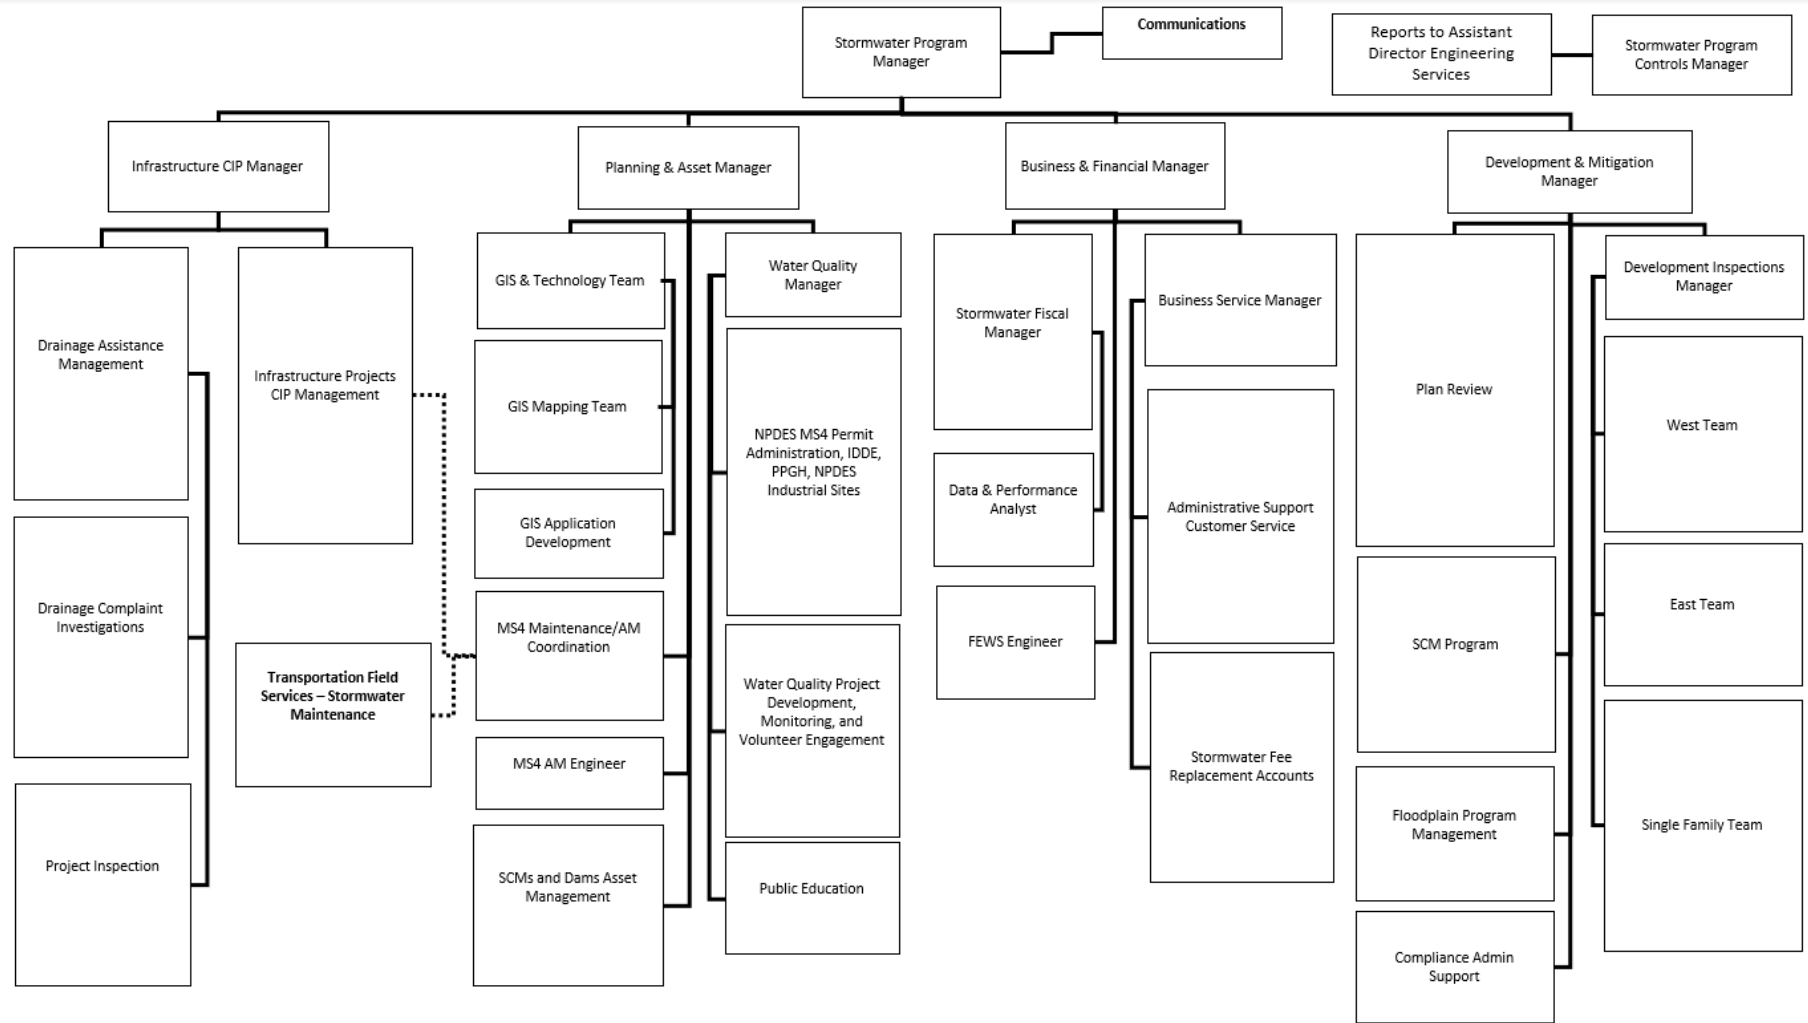 Stormwater Program
Manager
Communications
Reports to Assistant
Director Engineering
Services
Stormwater Program
Controls Manager
Infrastructure CIP Manager
Planning & Asset Manager
Business & Financial Manager
Development & Mitigation
Manager
Drainage Assistance
Management
Drainage Complaint
Investigations
Project Inspection
Infrastructure Projects
CIP Management
Transportation Field
Services – Stormwater
Maintenance
GIS & Technology Team
GIS Mapping Team
GIS Application
Development
MS4 Maintenance/AM
Coordination
MS4 AM Engineer
SCMs and Dams Asset
Management
Water Quality
Manager
NPDES MS4 Permit
Administration, IDDE,
PPGH, NPDES
Industrial Sites
Water Quality Project
Development,
Monitoring, and
Volunteer Engagement
Public Education
Stormwater Fiscal
Manager
Data & Performance
Analyst
FEWS Engineer
Business Service Manager
Administrative Support
Customer Service
Stormwater Fee
Replacement Accounts
Plan Review
SCM Program
Floodplain Program
Management
Compliance Admin
Support
Development Inspections
Manager
West Team
East Team
Single Family Team